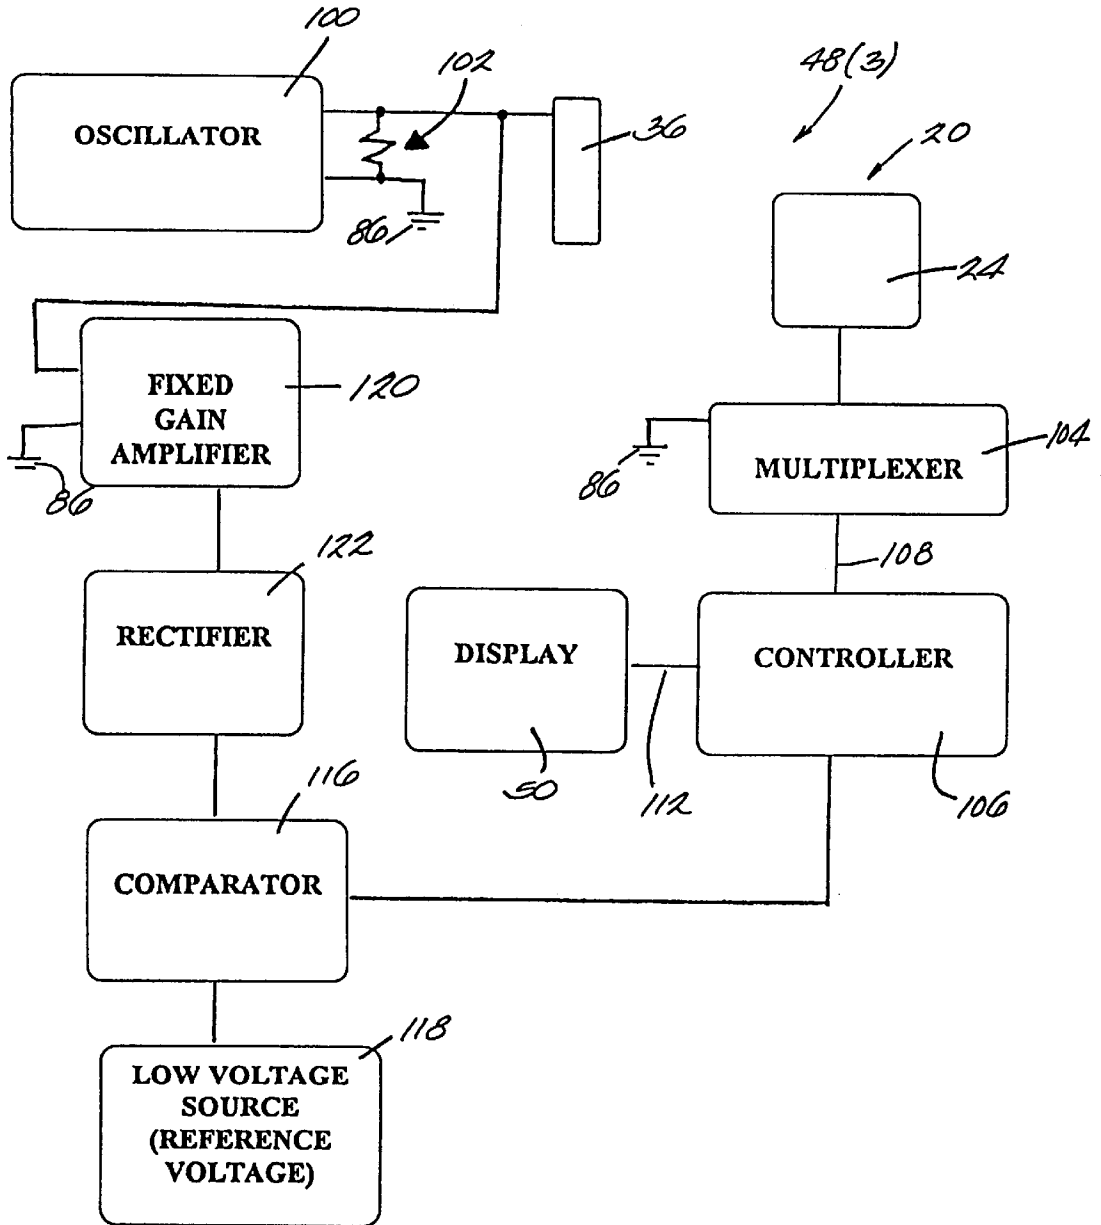 100
102
48(3)
OSCILLATOR
36
20
86
24
FIXED
GAIN
AMPLIFIER
120
86
104
MULTIPLEXER
86
122
108
RECTIFIER
DISPLAY
CONTROLLER
50
112
106
116
COMPARATOR
118
LOW VOLTAGE
SOURCE
(REFERENCE
VOLTAGE)